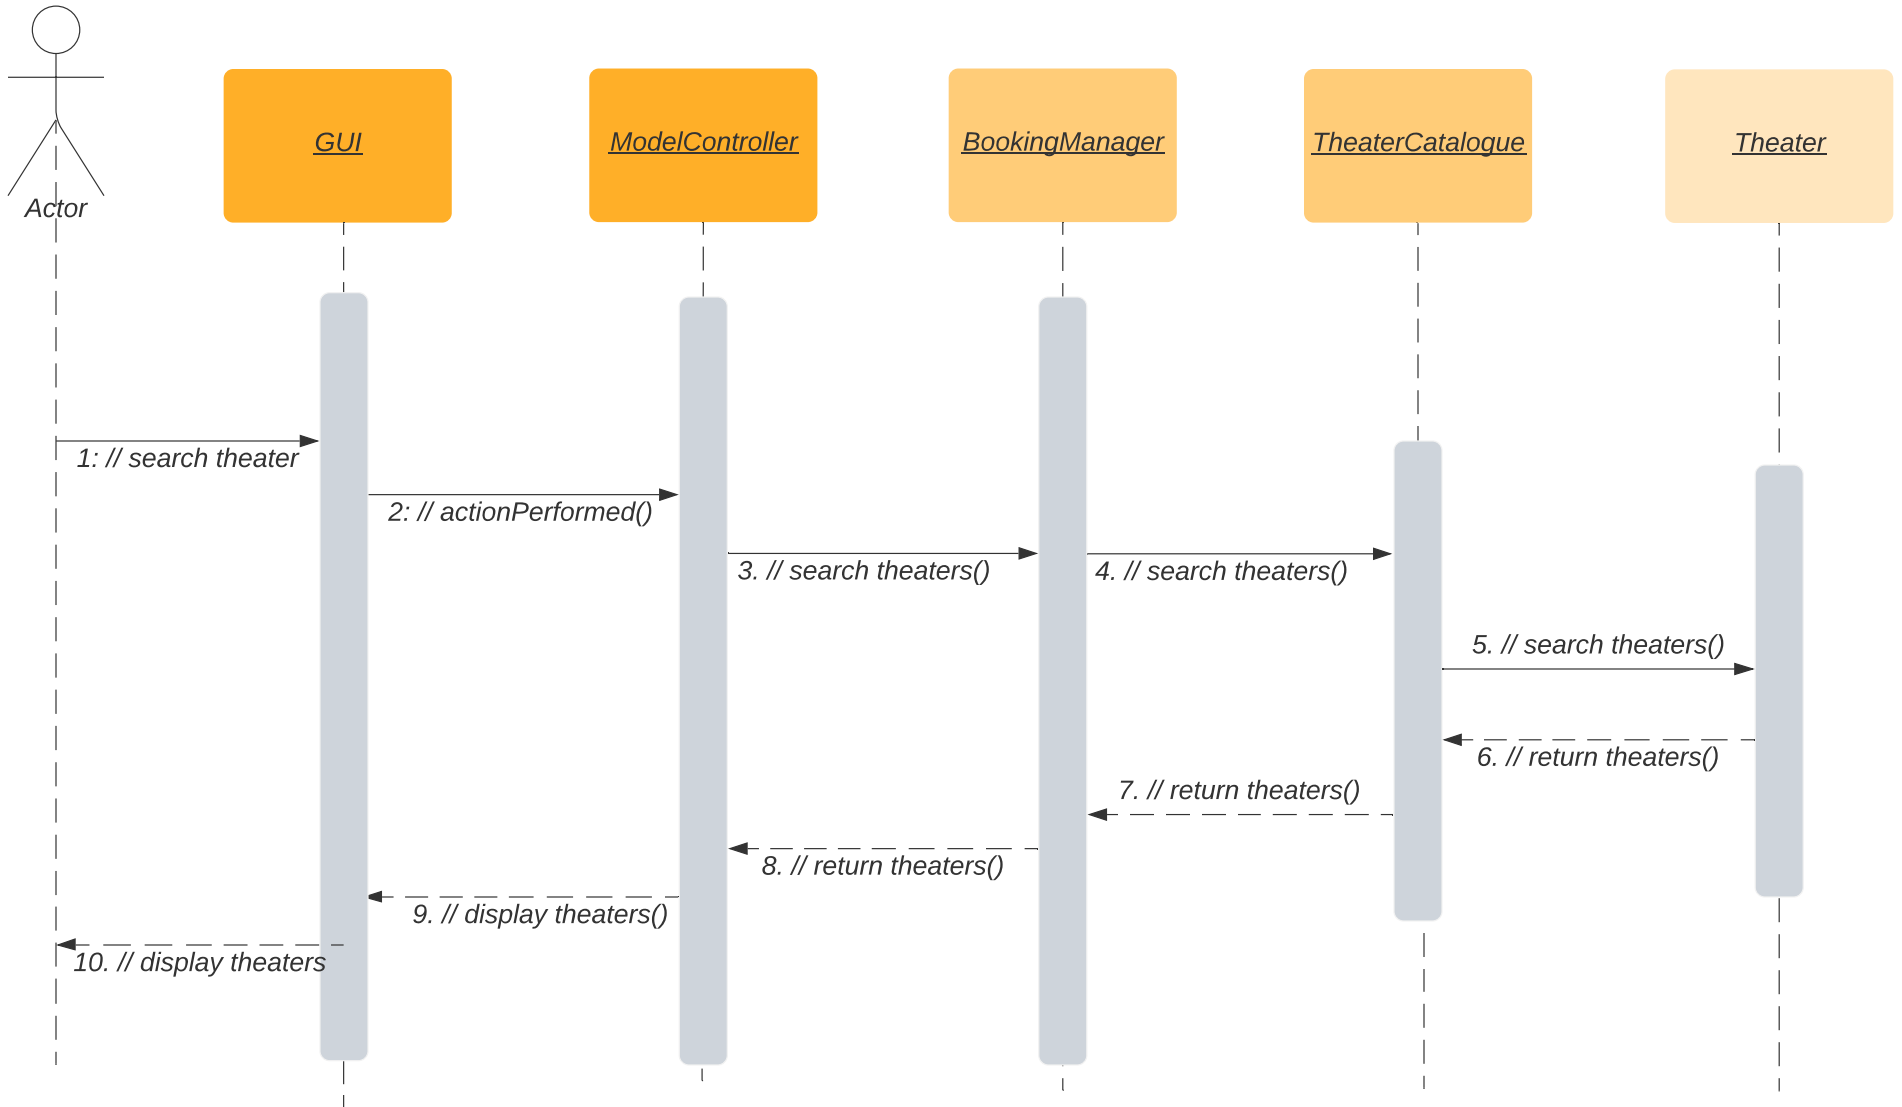 GUI
ModelController
BookingManager
TheaterCatalogue
Theater
Actor
1: // search theater
2: // actionPerformed()
3. // search theaters()
4. // search theaters()
5. // search theaters()
6. // return theaters()
7. // return theaters()
8. // return theaters()
9. // display theaters()
10. // display theaters